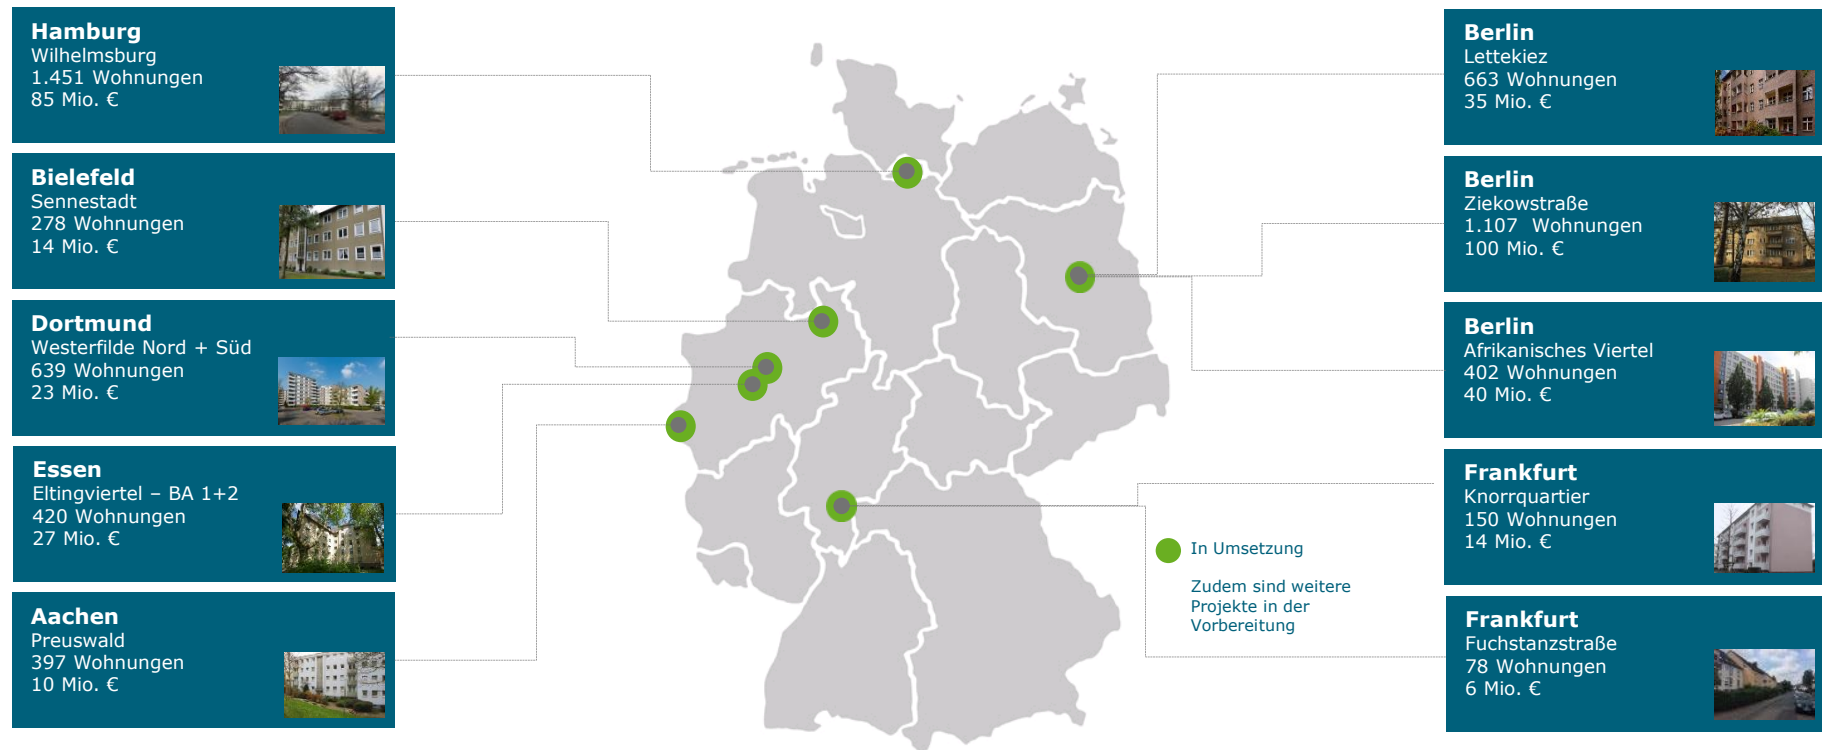 Hamburg
Wilhelmsburg
1.451 Wohnungen
85 Mio. €
Bielefeld
Sennestadt
278 Wohnungen
14 Mio. €
Dortmund
Westerfilde Nord + Süd
639 Wohnungen
23 Mio. €
Essen
Eltingviertel – BA 1+2
420 Wohnungen
27 Mio. €
Aachen
Preuswald
397 Wohnungen
10 Mio. €
Berlin
Lettekiez
663 Wohnungen
35 Mio. €
Berlin
Ziekowstraße
1.107 Wohnungen
100 Mio. €
Berlin
Afrikanisches Viertel
402 Wohnungen
40 Mio. €
Frankfurt
Knorrquartier
150 Wohnungen
14 Mio. €
Frankfurt
Fuchstanzstraße
78 Wohnungen
6 Mio. €
In Umsetzung
Zudem sind weitere
Projekte in der
Vorbereitung